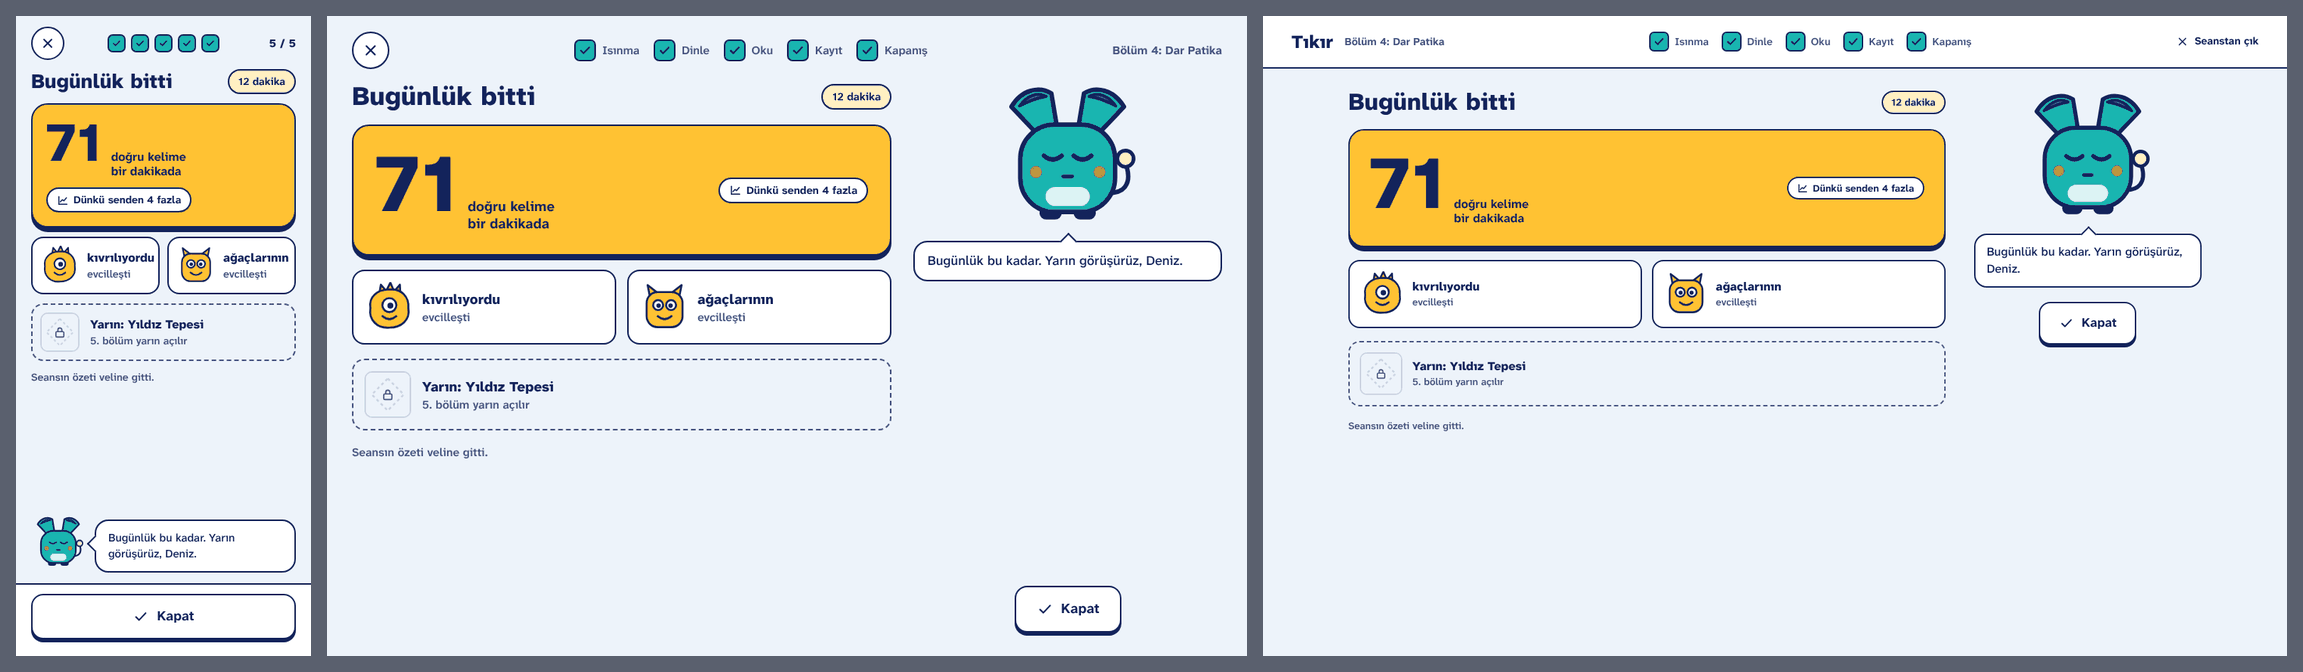 5 / 5
Bugünlük bitti
12 dakika
71
doğru kelime
bir dakikada
Dünkü senden 4 fazla
kıvrılıyordu
evcilleşti
ağaçlarının
evcilleşti
Yarın: Yıldız Tepesi
5. bölüm yarın açılır
Seansın özeti veline gitti.
Bugünlük bu kadar. Yarın
görüşürüz, Deniz.
Kapat
Isınma
Dinle
Oku
Kayıt
Kapanış
Bölüm 4: Dar Patika
Bugünlük bitti
12 dakika
71
doğru kelime
bir dakikada
Dünkü senden 4 fazla
kıvrılıyordu
evcilleşti
ağaçlarının
evcilleşti
Yarın: Yıldız Tepesi
5. bölüm yarın açılır
Seansın özeti veline gitti.
Bugünlük bu kadar. Yarın görüşürüz, Deniz.
Kapat
Tıkır
Bölüm 4: Dar Patika
Isınma
Dinle
Oku
Kayıt
Kapanış
Seanstan çık
Bugünlük bitti
12 dakika
71
doğru kelime
bir dakikada
Dünkü senden 4 fazla
kıvrılıyordu
evcilleşti
ağaçlarının
evcilleşti
Yarın: Yıldız Tepesi
5. bölüm yarın açılır
Seansın özeti veline gitti.
Bugünlük bu kadar. Yarın görüşürüz,
Deniz.
Kapat